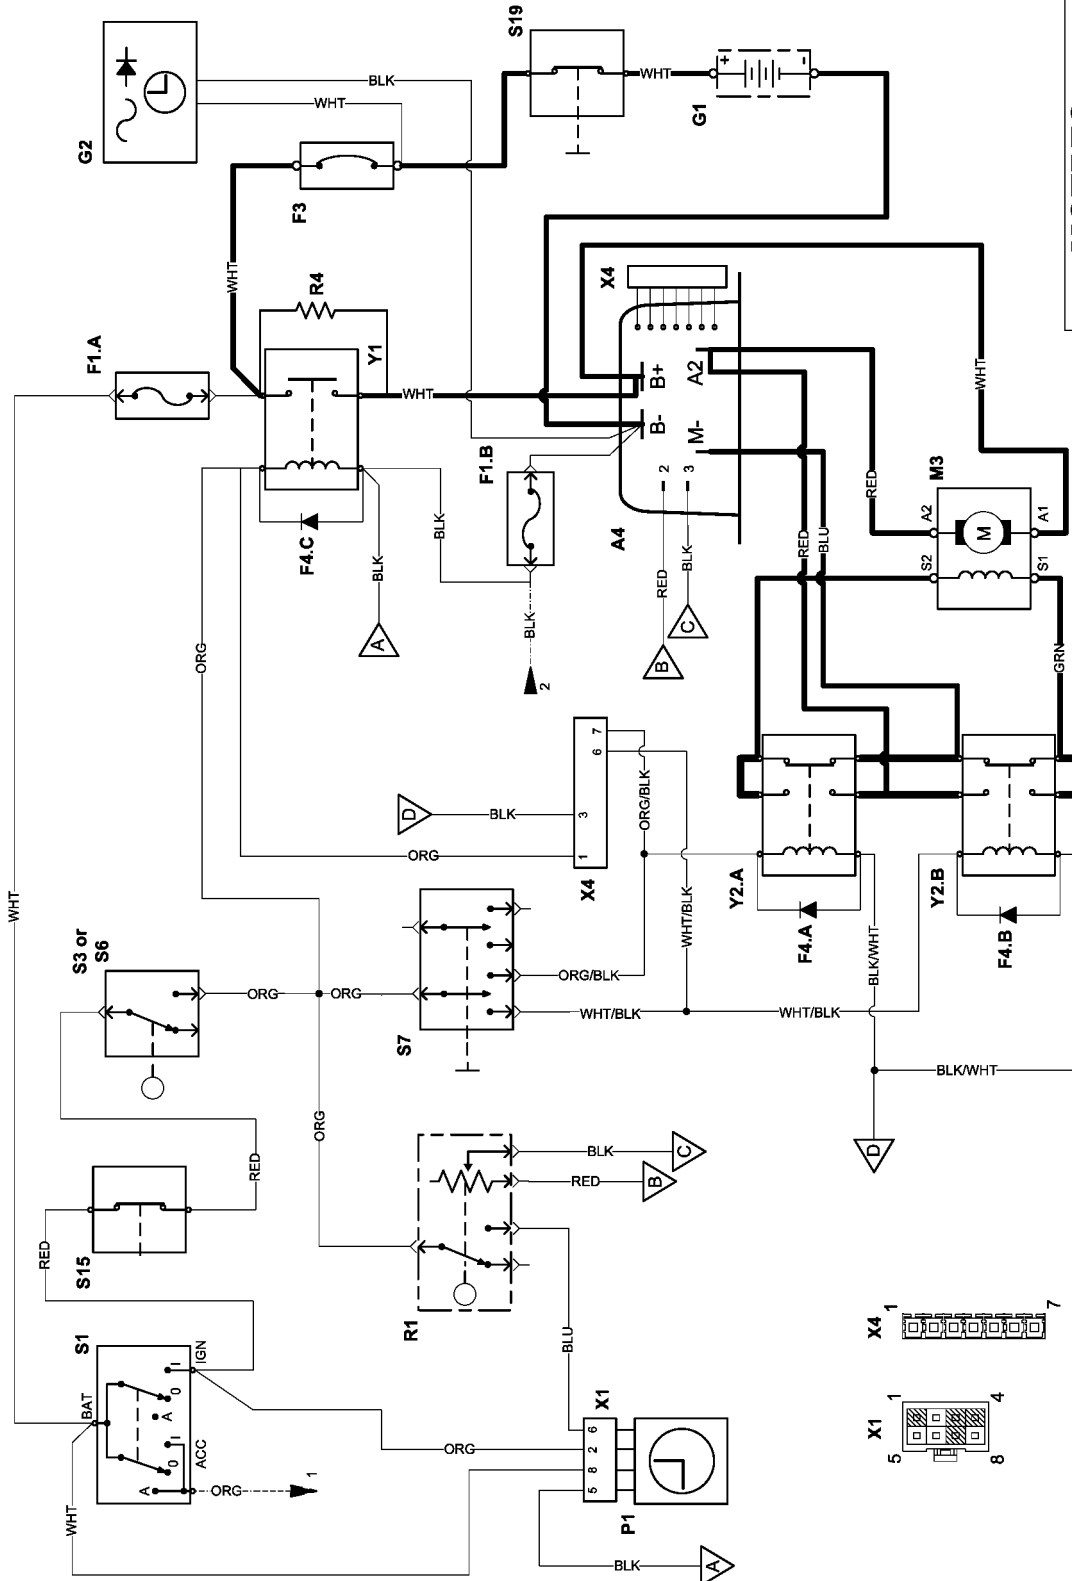 G2
BLK
WHT
S19
WHT
+
-
G1
F3
WHT
F1.A
R4
Y1
WHT
F4.C
BLK
A
BLK
F1.B
BLK
2
X4
B+
B-
A2
M-
2
3
A4
RED
BLK
B
C
RED
BLU
RED
WHT
M3
A2
A1
M
S2
S1
GRN
ORG
WHT
S3 or
S6
ORG
ORG
ORG
D
BLK
ORG
X4
1
3
6
7
ORG/BLK
WHT/BLK
S7
ORG/BLK
WHT/BLK
WHT/BLK
Y2.A
F4.A
BLK/WHT
Y2.B
F4.B
BLK/WHT
D
RED
S15
RED
ORG
R1
BLK
C
RED
B
BLU
S1
BAT
IGN
ACC
A
0
I
A
0
I
ORG
1
WHT
ORG
X1
5
8
2
6
P1
BLK
A
X4
1
7
X1
1
4
5
8